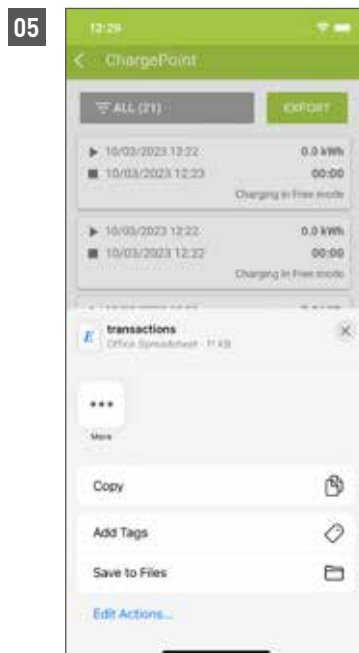 05
12:29
ChargePoint
ALL (21)
EXPORT
10/03/2023 12:22
0.0 kWh
10/03/2023 12:23
00:00
Charging in Free mode
10/03/2023 12:22
0.0 kWh
10/03/2023 12:22
00:00
Charging in Free mode
transactions
Office Spreadsheet · 11 KB
More
Copy
Add Tags
Save to Files
Edit Actions...